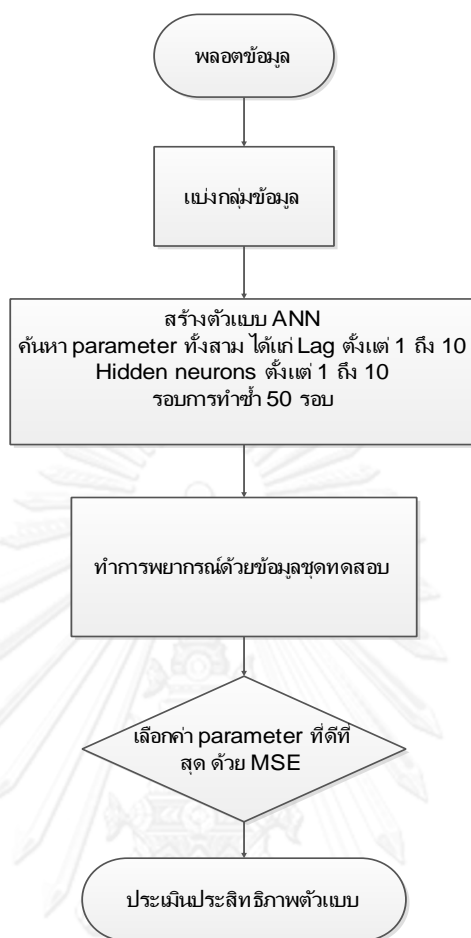 พลอตข้อมูล
แบ่งกลุ่มข้อมูล
สร้างตัวแบบ ANN
ค้นหา parameter ทั้งสาม ได้แก่ Lag ตั้งแต่ 1 ถึง 10
Hidden neurons ตั้งแต่ 1 ถึง 10
รอบการทำซ้ำ 50 รอบ
ทำการพยากรณ์ด้วยข้อมูลชุดทดสอบ
เลือกค่า parameter ที่ดีที่
สุด ด้วย MSE
ประเมินประสิทธิภาพตัวแบบ